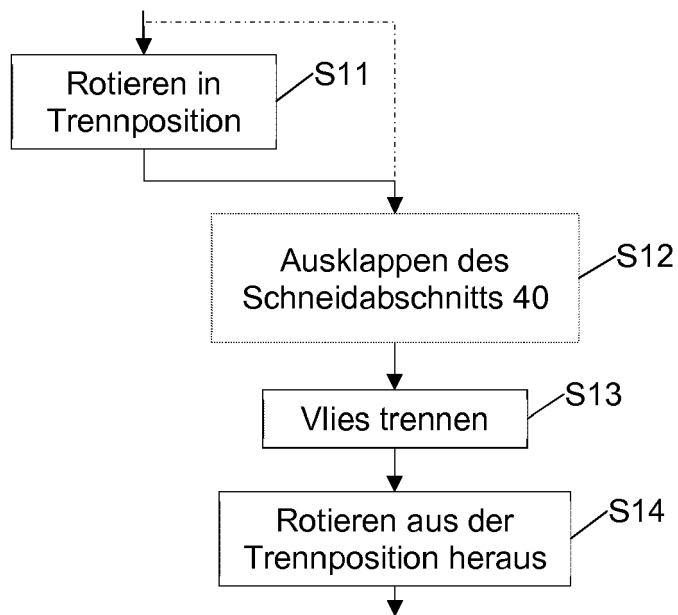 Rotieren in
Trennposition
S11
Ausklappen des
Schneidabschnitts 40
S12
Vlies trennen
S13
Rotieren aus der
Trennposition heraus
S14